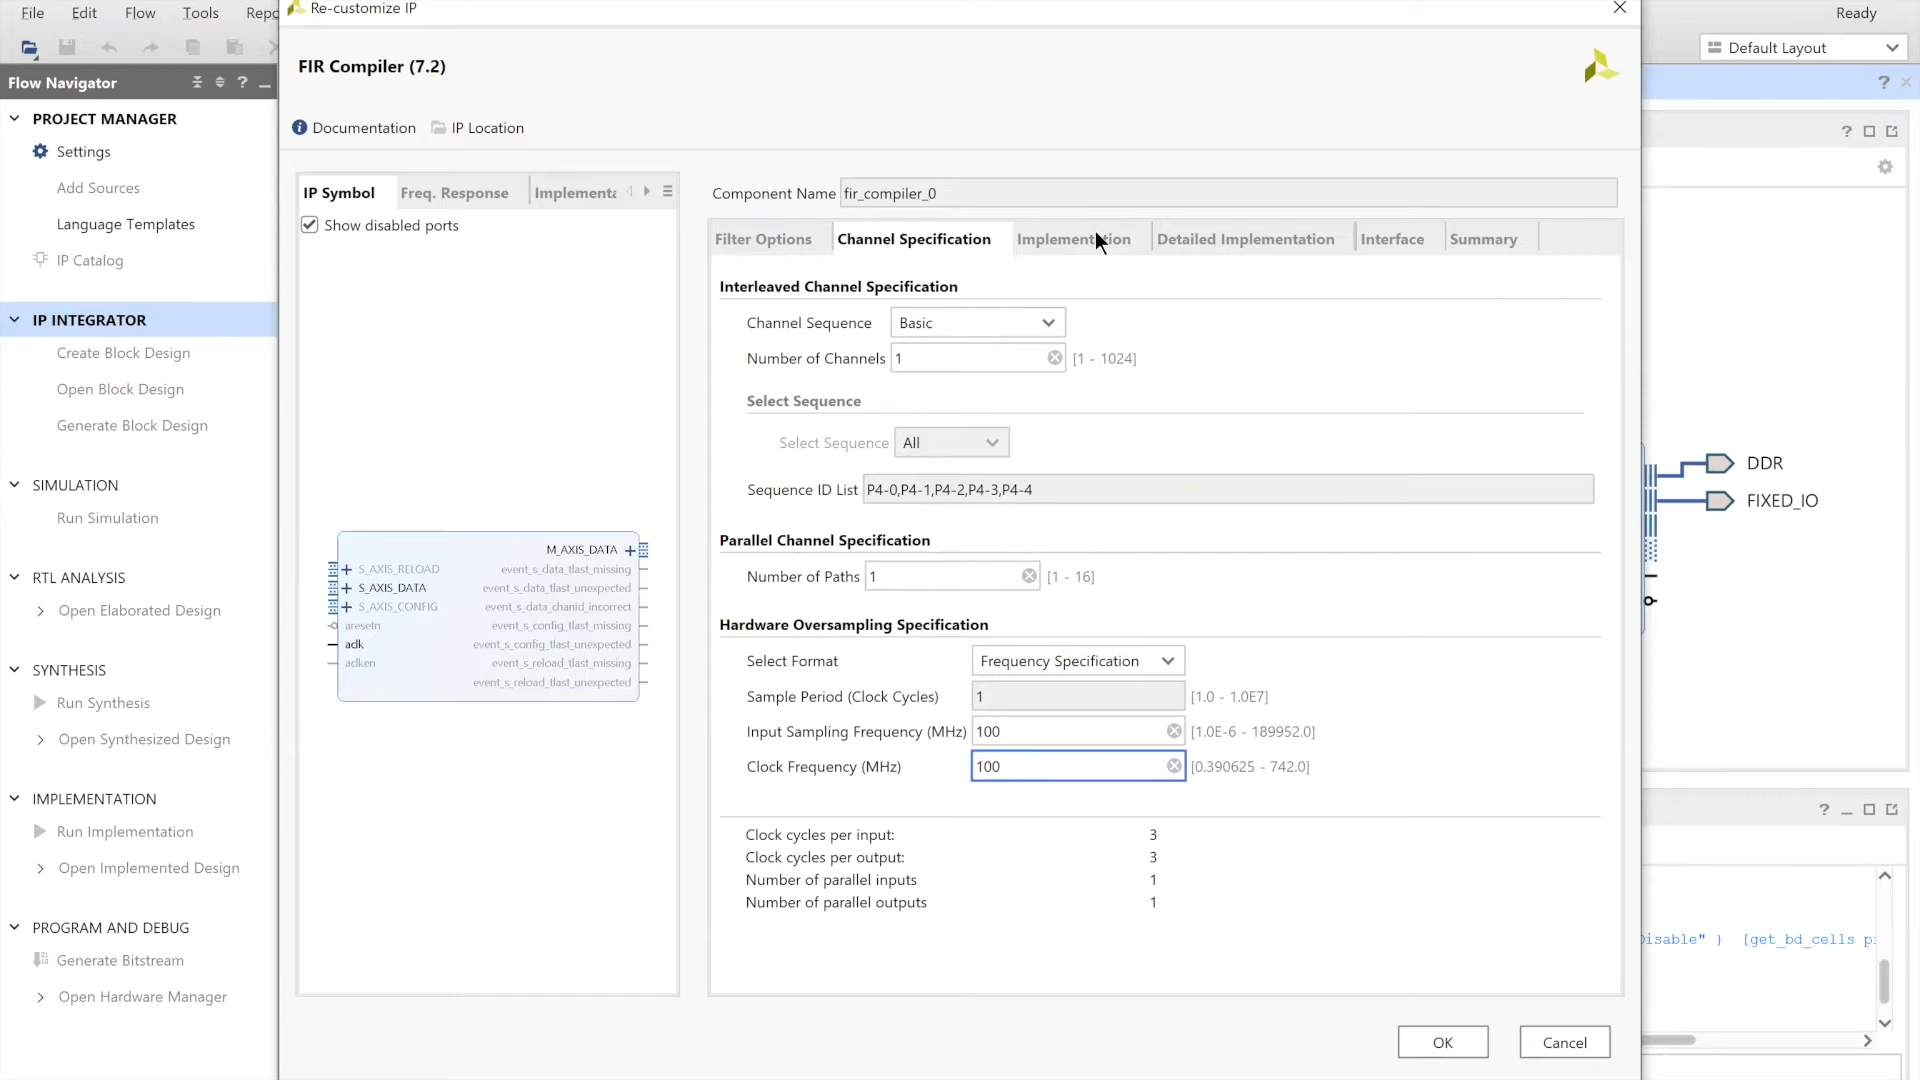 File Edit Flow Tools Repo
Ready
Default Layout
Flow Navigator
PROJECT MANAGER
Settings
Add Sources
Language Templates
IP Catalog
IP INTEGRATOR
Create Block Design
Open Block Design
Generate Block Design
SIMULATION
Run Simulation
RTL ANALYSIS
Open Elaborated Design
SYNTHESIS
Run Synthesis
Open Synthesized Design
IMPLEMENTATION
Run Implementation
Open Implemented Design
PROGRAM AND DEBUG
Generate Bitstream
Open Hardware Manager
Re-customize IP
FIR Compiler (7.2)
Documentation IP Location
IP Symbol Freq. Response Implementa
Show disabled ports
M_AXIS_DATA
S_AXIS_RELOAD event_s_data_tlast_missing
S_AXIS_DATA event_s_data_tlast_unexpected
S_AXIS_CONFIG event_s_data_chanid_incorrect
aresetn event_s_config_tlast_missing
aclk event_s_config_tlast_unexpected
aclken event_s_reload_tlast_missing
event_s_reload_tlast_unexpected
Component Name fir_compiler_0
Filter Options Channel Specification Implementation Detailed Implementation Interface Summary
Interleaved Channel Specification
Channel Sequence Basic
Number of Channels 1 [1 - 1024]
Select Sequence
Select Sequence All
Sequence ID List P4-0,P4-1,P4-2,P4-3,P4-4
Parallel Channel Specification
Number of Paths 1 [1 - 16]
Hardware Oversampling Specification
Select Format Frequency Specification
Sample Period (Clock Cycles) 1 [1.0 - 1.0E7]
Input Sampling Frequency (MHz) 100 [1.0E-6 - 189952.0]
Clock Frequency (MHz) 100 [0.390625 - 742.0]
Clock cycles per input: 3
Clock cycles per output: 3
Number of parallel inputs 1
Number of parallel outputs 1
OK Cancel
DDR
FIXED_IO
Disable" } [get_bd_cells p